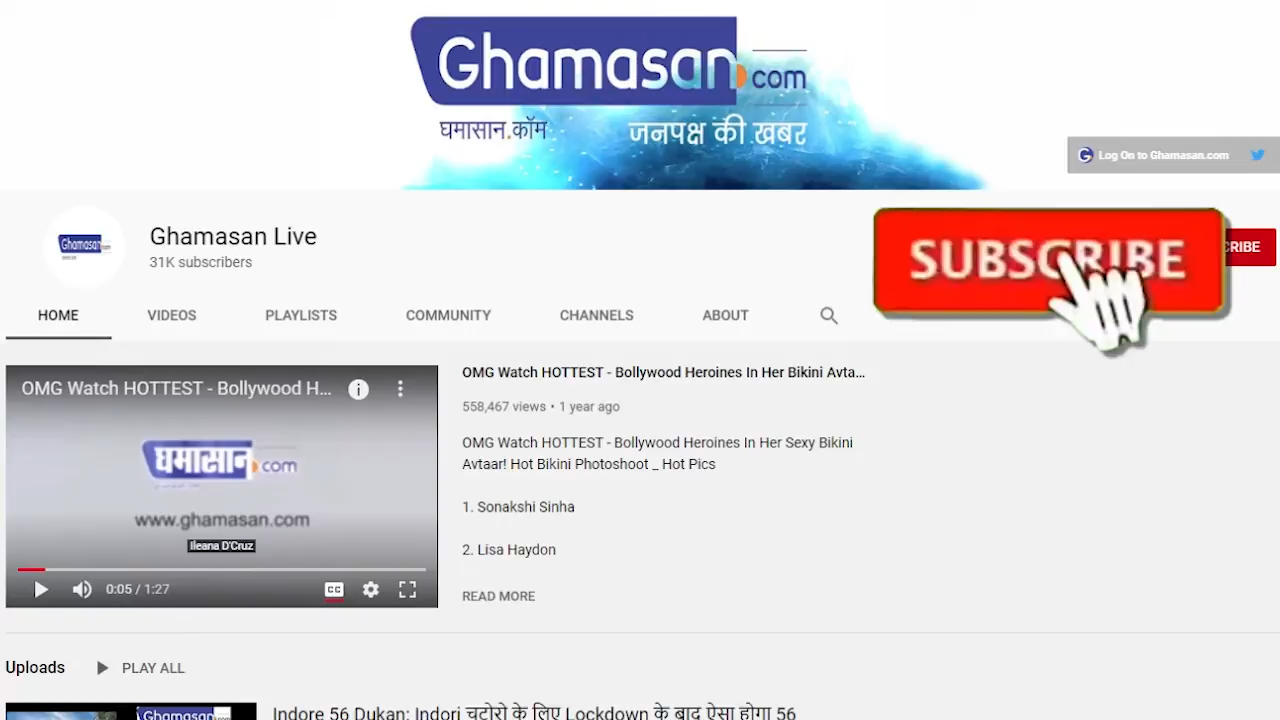 Ghamasan.com
घमासान.कॉम
जनपक्ष की खबर
Log On to Ghamasan.com
Ghamasan
Ghamasan Live
31K subscribers
SUBSCRIBE
CRIBE
HOME
VIDEOS
PLAYLISTS
COMMUNITY
CHANNELS
ABOUT
OMG Watch HOTTEST - Bollywood H...
घमासान.com
www.ghamasan.com
Ileana D'Cruz
0:05 / 1:27
CC
OMG Watch HOTTEST - Bollywood Heroines In Her Bikini Avta...
558,467 views • 1 year ago
OMG Watch HOTTEST - Bollywood Heroines In Her Sexy Bikini
Avtaar! Hot Bikini Photoshoot _ Hot Pics
1. Sonakshi Sinha
2. Lisa Haydon
READ MORE
Uploads
PLAY ALL
Ghamasan
Indore 56 Dukan: Indori चटोरो के लिए Lockdown के बाद ऐसा होगा 56